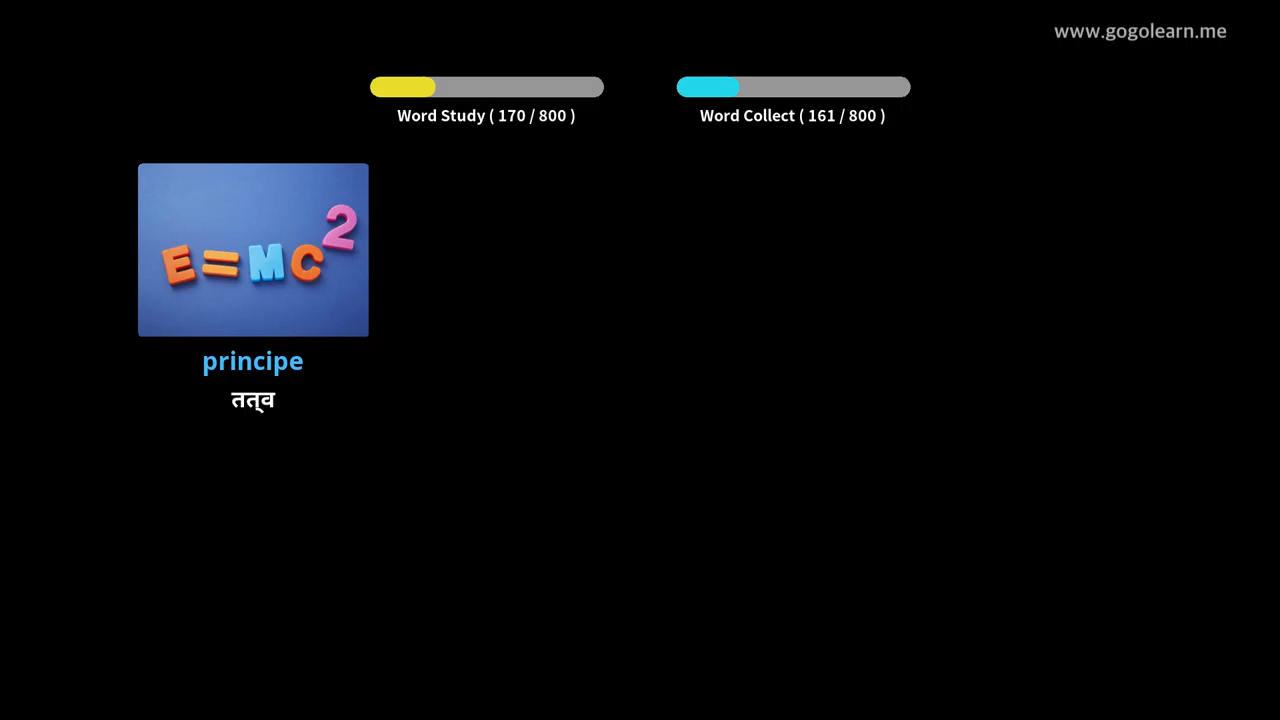 www.gogolearn.me
Word Study ( 170 / 800 )
Word Collect ( 161 / 800 )
E=MC2
principe
तत्व